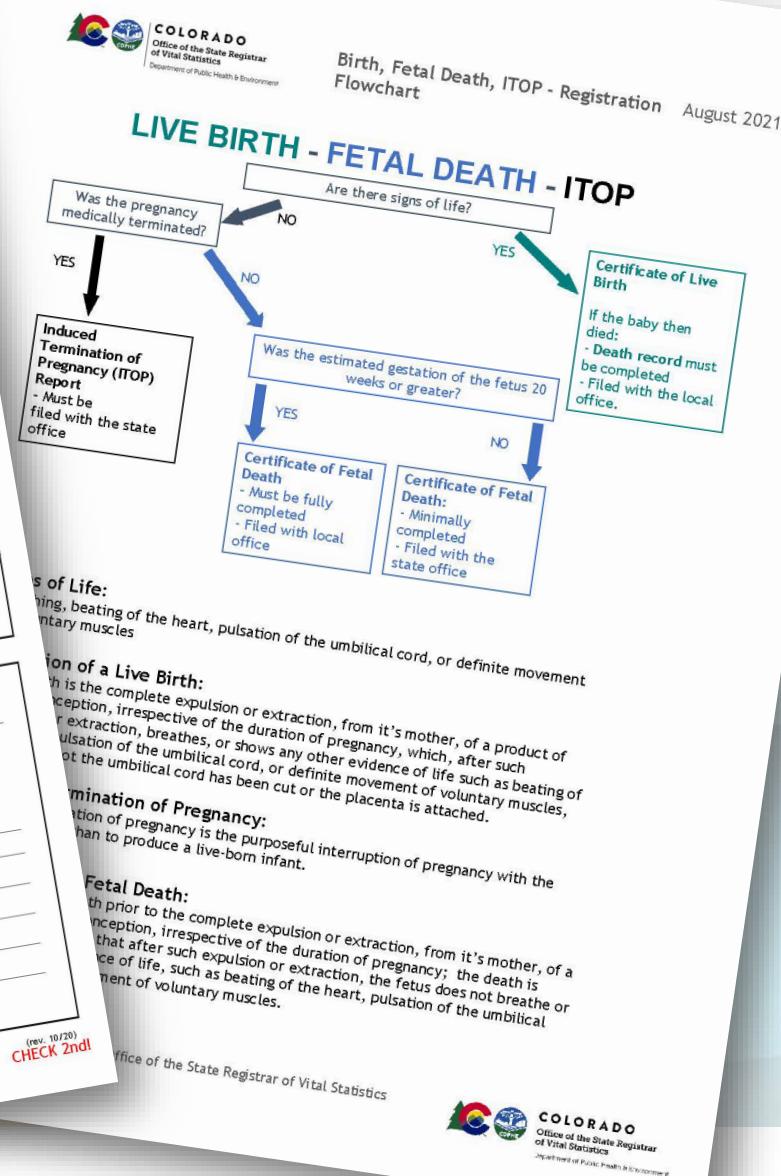 COLORADO
Office of the State Registrar
of Vital Statistics
Department of Public Health & Environment
CDPHE
Birth, Fetal Death, ITOP - Registration
Flowchart
August 2021
LIVE BIRTH - FETAL DEATH - ITOP
Are there signs of life?
Was the pregnancy
medically terminated?
NO
YES
YES
NO
Certificate of Live
Birth
If the baby then
died:
- Death record must
be completed
- Filed with the local
office.
Induced
Termination of
Pregnancy (ITOP)
Report
- Must be
filed with the state
office
Was the estimated gestation of the fetus 20
weeks or greater?
YES
NO
Certificate of Fetal
Death
- Must be fully
completed
- Filed with local
office
Certificate of Fetal
Death:
- Minimally
completed
- Filed with the
state office
s of Life:
hing, beating of the heart, pulsation of the umbilical cord, or definite movement
ntary muscles
ion of a Live Birth:
h is the complete expulsion or extraction, from it's mother, of a product of
ception, irrespective of the duration of pregnancy, which, after such
r extraction, breathes, or shows any other evidence of life such as beating of
ulsation of the umbilical cord, or definite movement of voluntary muscles,
ot the umbilical cord has been cut or the placenta is attached.
mination of Pregnancy:
ation of pregnancy is the purposeful interruption of pregnancy with the
han to produce a live-born infant.
Fetal Death:
th prior to the complete expulsion or extraction, from it's mother, of a
nception, irrespective of the duration of pregnancy; the death is
that after such expulsion or extraction, the fetus does not breathe or
ce of life, such as beating of the heart, pulsation of the umbilical
ment of voluntary muscles.
(rev. 10/20)
CHECK 2nd!
ffice of the State Registrar of Vital Statistics
CDPHE
COLORADO
Office of the State Registrar
of Vital Statistics
Department of Public Health & Environment